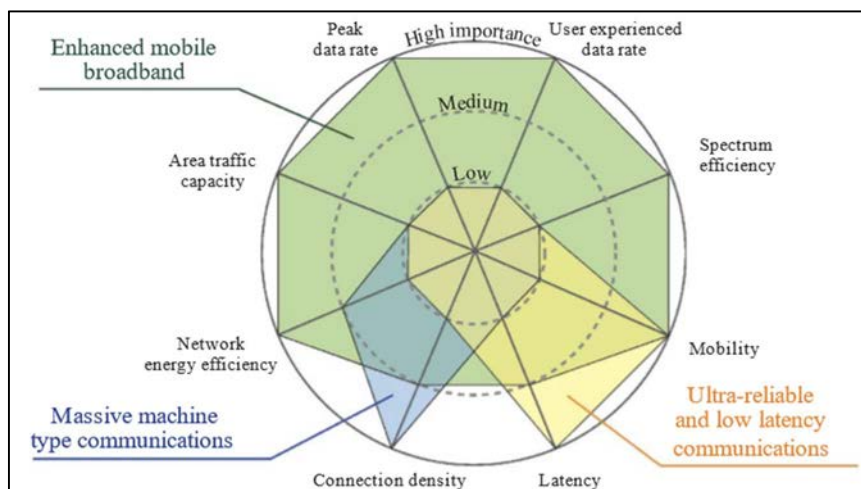 Peak
data rate
High importance
User experienced
data rate
Enhanced mobile
broadband
Medium
Area traffic
capacity
Low
Spectrum
efficiency
Network
energy efficiency
Mobility
Massive machine
type communications
Ultra-reliable
and low latency
communications
Connection density
Latency